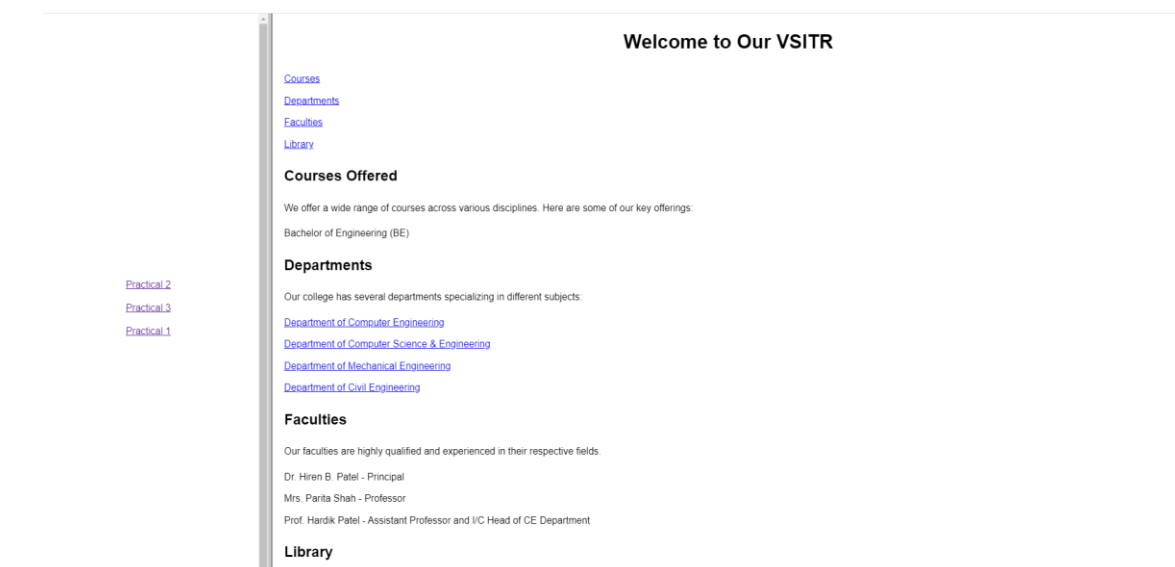 Practical 2
Practical 3
Practical 1
Welcome to Our VSITR
Courses
Departments
Faculties
Library
Courses Offered
We offer a wide range of courses across various disciplines. Here are some of our key offerings:
Bachelor of Engineering (BE)
Departments
Our college has several departments specializing in different subjects:
Department of Computer Engineering
Department of Computer Science & Engineering
Department of Mechanical Engineering
Department of Civil Engineering
Faculties
Our faculties are highly qualified and experienced in their respective fields.
Dr. Hiren B. Patel - Principal
Mrs. Parita Shah - Professor
Prof. Hardik Patel - Assistant Professor and I/C Head of CE Department
Library